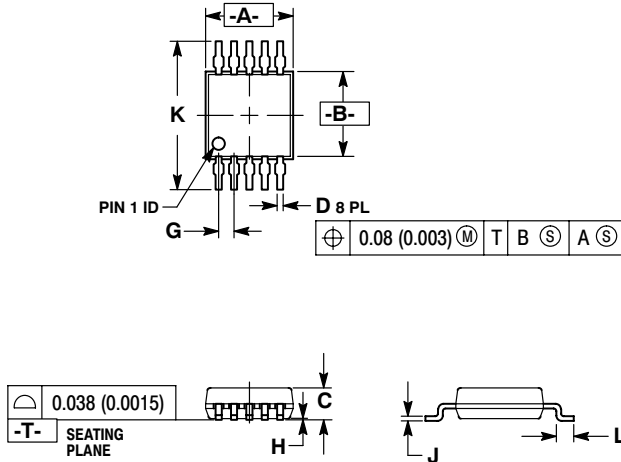 -A-
K
-B-
PIN 1 ID
D 8 PL
G
0.08 (0.003) Ⓜ T B Ⓢ A Ⓢ
0.038 (0.0015)
C
-T- SEATING
PLANE
H
J
L